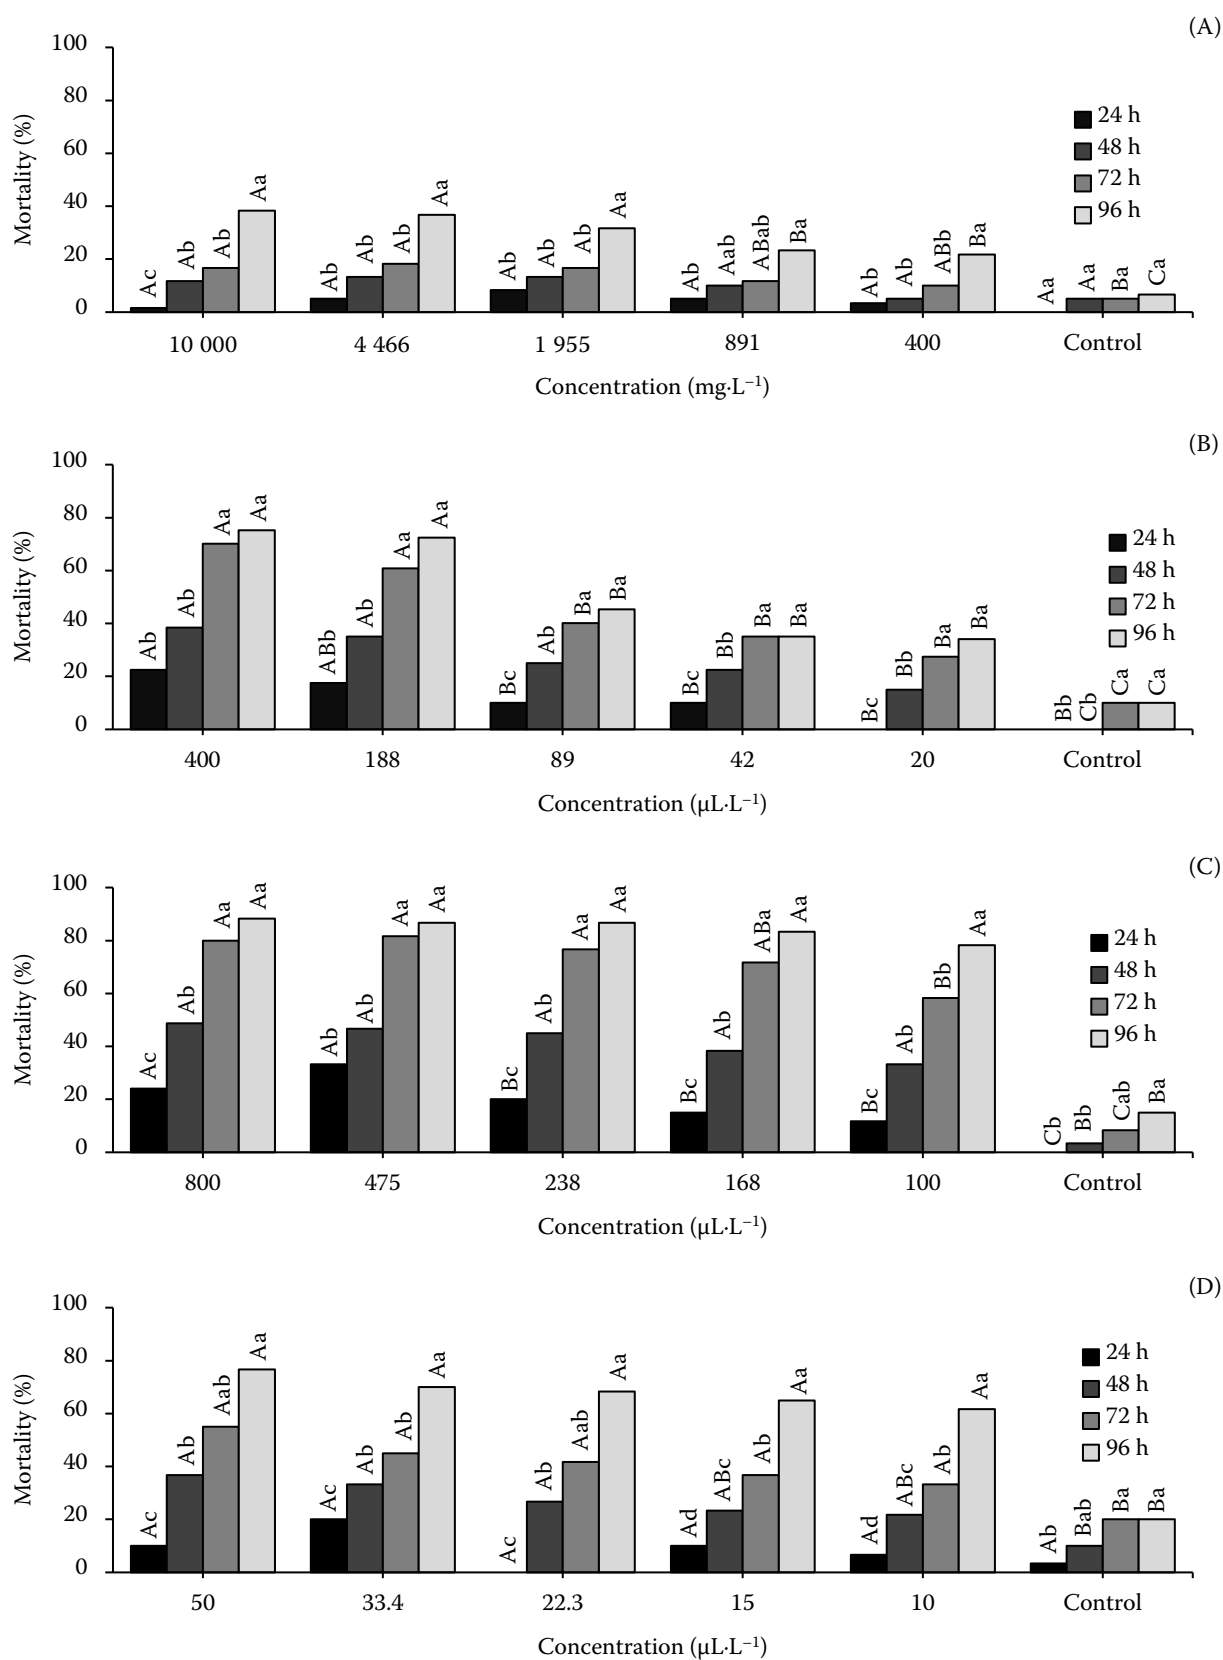 (A)
Mortality (%)
100
80
60
40
20
0
24 h
48 h
72 h
96 h
Ac Ab Ab Aa
Ab Ab Ab Aa
Ab Ab Ab Aa
Ab Aab ABab Ba
Ab Ab ABb Ba
Aa Aa Ba Ca
10 000 4 466 1 955 891 400 Control
Concentration (mg·L⁻¹)
(B)
Mortality (%)
100
80
60
40
20
0
24 h
48 h
72 h
96 h
Ab Ab Aa Aa
ABb Ab Aa Aa
Bc Ab Ba Ba
Bc Bb Ba Ba
Bc Bb Ba Ba
Bb Cb Ca Ca
400 188 89 42 20 Control
Concentration (µL·L⁻¹)
(C)
Mortality (%)
100
80
60
40
20
0
24 h
48 h
72 h
96 h
Ac Ab Aa Aa
Ab Ab Aa Aa
Bc Ab Aa Aa
Bc Ab ABa Aa
Bc Ab Bb Aa
Cb Bb Cab Ba
800 475 238 168 100 Control
Concentration (µL·L⁻¹)
(D)
Mortality (%)
100
80
60
40
20
0
24 h
48 h
72 h
96 h
Ac Ab Aab Aa
Ac Ab Ab Aa
Ac Ab Aab Aa
Ad ABc Ab Aa
Ad ABc Ab Aa
Ab Bab Ba Ba
50 33.4 22.3 15 10 Control
Concentration (µL·L⁻¹)